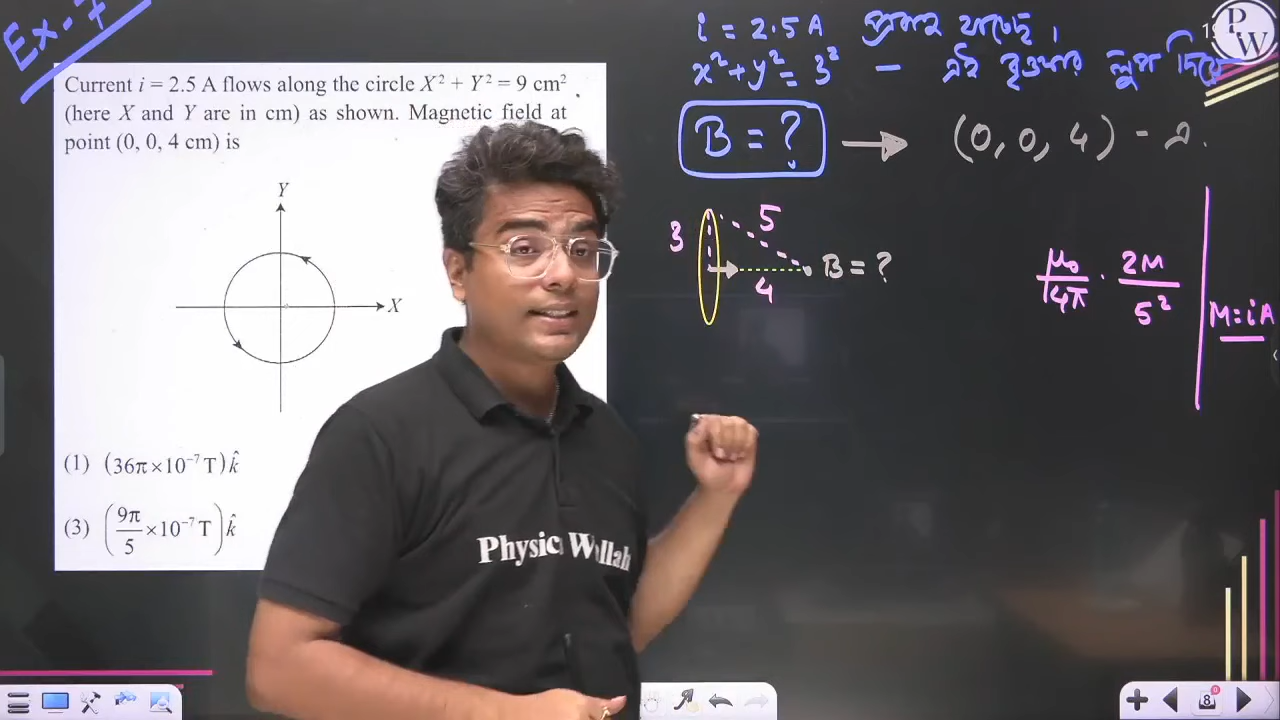 Ex. 7
i = 2.5 A প্রবাহ যাচ্ছে।
x² + y² = 3² – এই বৃত্তাকার লুপ দিয়ে
PW
Current i = 2.5 A flows along the circle X² + Y² = 9 cm²
(here X and Y are in cm) as shown. Magnetic field at
point (0, 0, 4 cm) is
B = ? → (0, 0, 4) - এ.
Y
X
3
5
4
B = ?
μ₀/4π · 2M/5²
M = iA
(1) (36π×10⁻⁷ T) k̂
(3) (9π/5 ×10⁻⁷ T) k̂
Physics Wallah
8